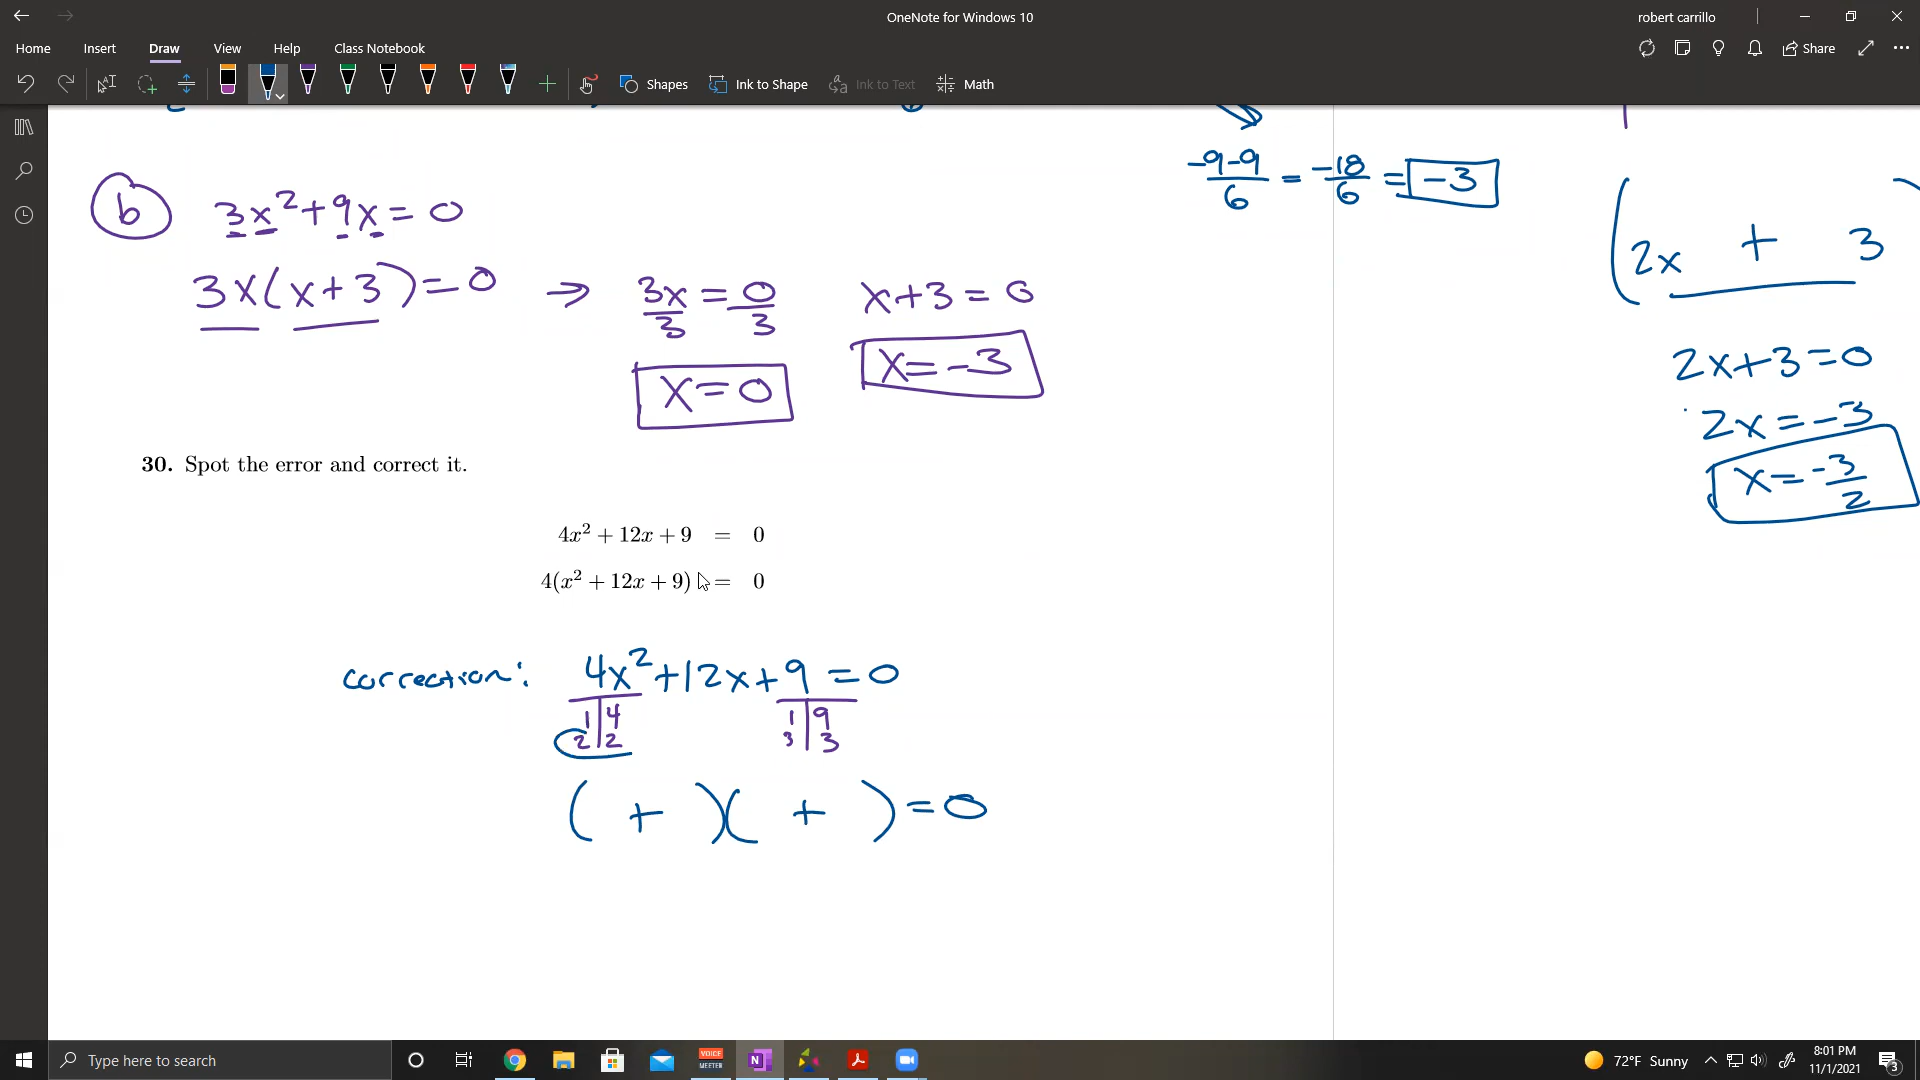 OneNote for Windows 10
robert carrillo
Home Insert Draw View Help Class Notebook
Share
Shapes Ink to Shape Ink to Text Math
b 3x²+9x=0
3x(x+3)=0 → 3x/3=0/3 x+3=0
x=0 x=-3
30. Spot the error and correct it.
4x² + 12x + 9 = 0
4(x² + 12x + 9) = 0
correction: 4x²+12x+9=0
1 4 1 9
2 2 3 3
( + )( + )=0
(-9-9)/6 = -18/6 = -3
(2x + 3
2x+3=0
2x=-3
x=-3/2
Type here to search
VOICE MEETER
72°F Sunny
8:01 PM
11/1/2021
3